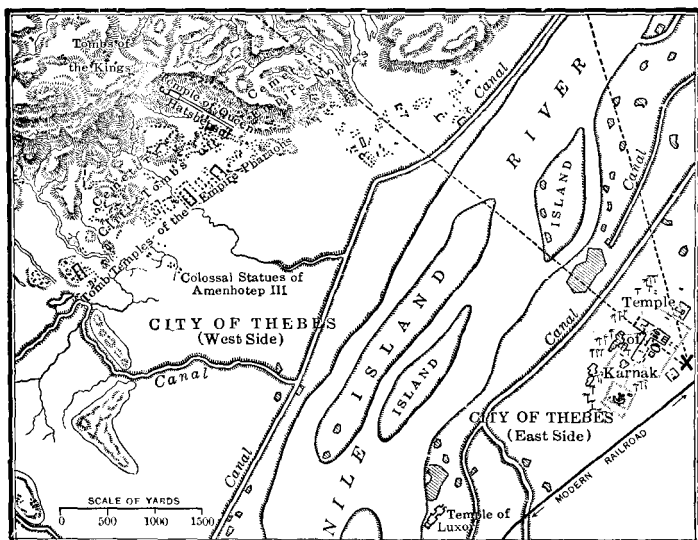 Tombs of
the Kings
Temple of Queen
Cemetery
Tomb-Temples of the Empire Pharaohs
Colossal Statues of
Amenhotep III
CITY OF THEBES
(West Side)
Canal
Canal
Canal
NILE RIVER
ISLAND
ISLAND
ISLAND
Canal
Canal
Temple
of
Karnak
CITY OF THEBES
(East Side)
MODERN RAILROAD
Temple of
Luxo
SCALE OF YARDS
0 500 1000 1500